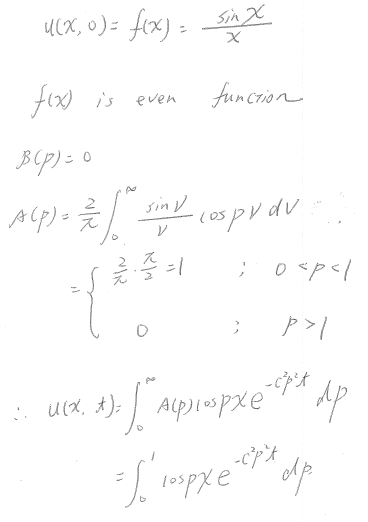 u(x, 0) = f(x) = sin x / x
f(x) is even function
B(p) = 0
A(p) = 2/π ∫₀^∞ sin v / v cos pv dv
= { 2/π · π/2 = 1 ; 0 < p < 1
0 ; p > 1
∴ u(x, t) = ∫₀^∞ A(p) cos px e^(-c²p²t) dp
= ∫₀^1 cos px e^(-c²p²t) dp.